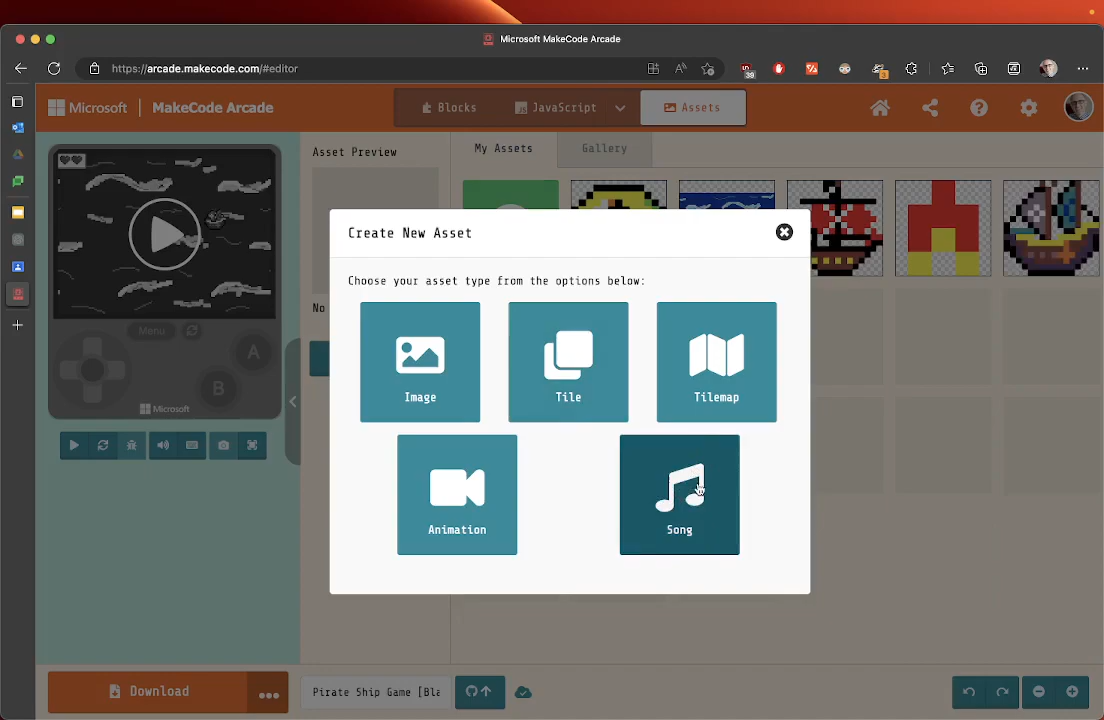 Microsoft MakeCode Arcade
https://arcade.makecode.com/#editor
39
3
Microsoft
MakeCode Arcade
Blocks
JavaScript
Assets
Asset Preview
My Assets
Gallery
Create New Asset
Choose your asset type from the options below:
No
Image
Tile
Tilemap
Animation
Song
Menu
A
B
Microsoft
Download
Pirate Ship Game [Bla